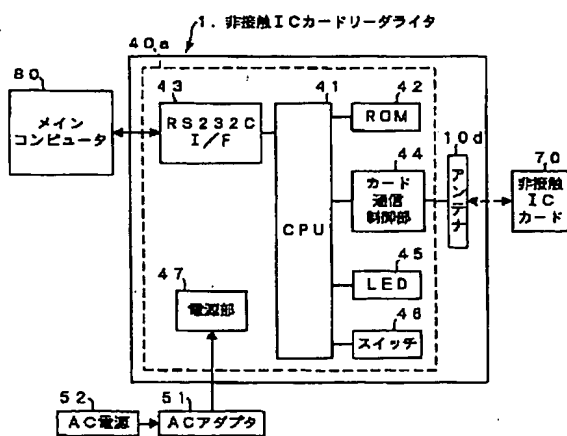 1．非接触ICカードリーダライタ
40a
80
メイン
コンピュータ
43
RS232C
I/F
41
CPU
42
ROM
44
カード
通信
制御部
10d
アンテナ
70
非接触
IC
カード
45
LED
46
スイッチ
47
電源部
52
AC電源
51
ACアダプタ